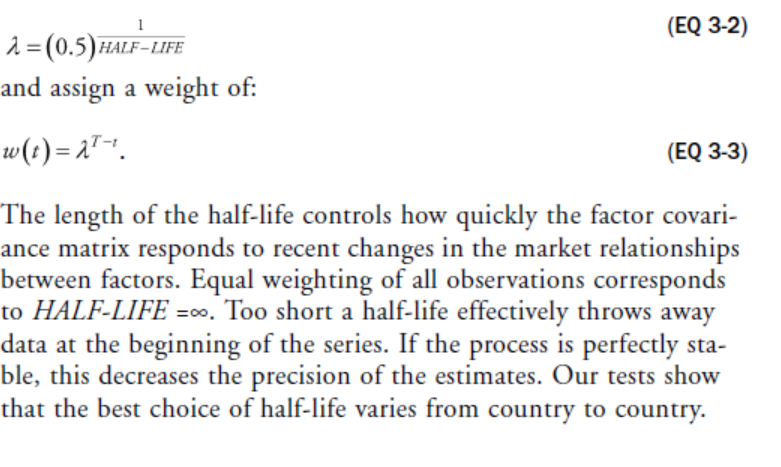 λ = (0.5)^(1/HALF–LIFE) (EQ 3-2)
and assign a weight of:
w(t) = λ^(T–t). (EQ 3-3)
The length of the half-life controls how quickly the factor covari-
ance matrix responds to recent changes in the market relationships
between factors. Equal weighting of all observations corresponds
to HALF-LIFE =∞. Too short a half-life effectively throws away
data at the beginning of the series. If the process is perfectly sta-
ble, this decreases the precision of the estimates. Our tests show
that the best choice of half-life varies from country to country.